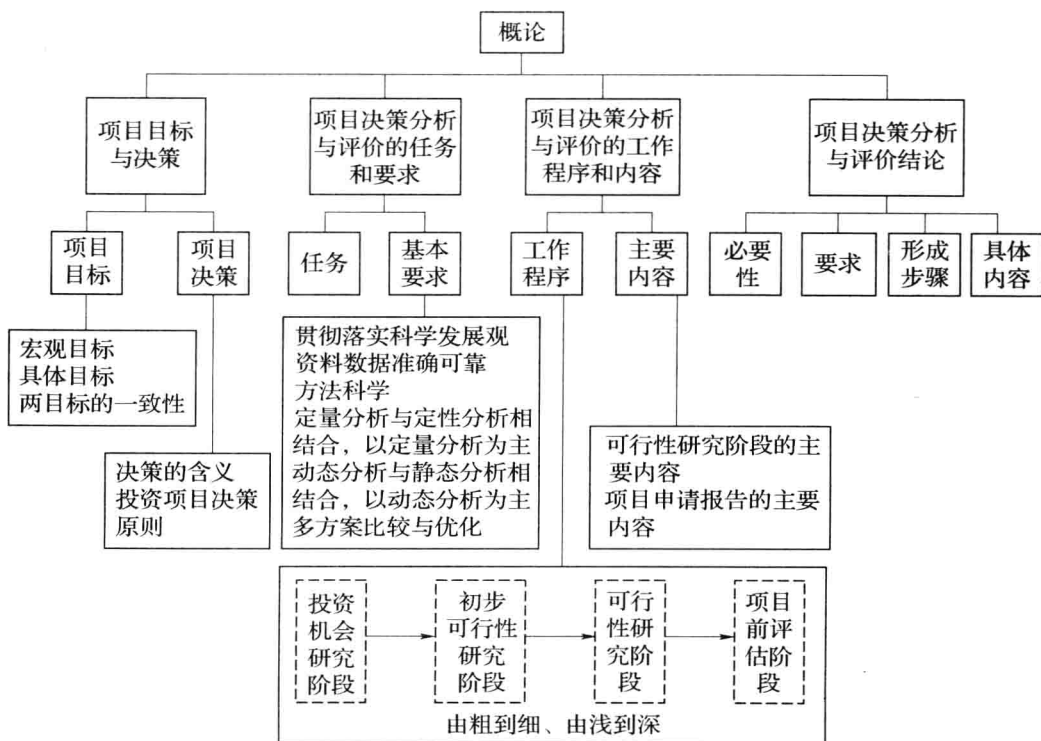 概论
项目目标
与决策
项目决策分析
与评价的任务
和要求
项目决策分析
与评价的工作
程序和内容
项目决策分析
与评价结论
项目
目标
项目
决策
任务
基本
要求
工作
程序
主要
内容
必要
性
要求
形成
步骤
具体
内容
宏观目标
具体目标
两目标的一致性
决策的含义
投资项目决策
原则
贯彻落实科学发展观
资料数据准确可靠
方法科学
定量分析与定性分析相
结合，以定量分析为主
动态分析与静态分析相
结合，以动态分析为主
多方案比较与优化
可行性研究阶段的主
要内容
项目申请报告的主要
内容
投资
机会
研究
阶段
初步
可行性
研究
阶段
可行
性研
究阶
段
项目
前评
估阶
段
由粗到细、由浅到深